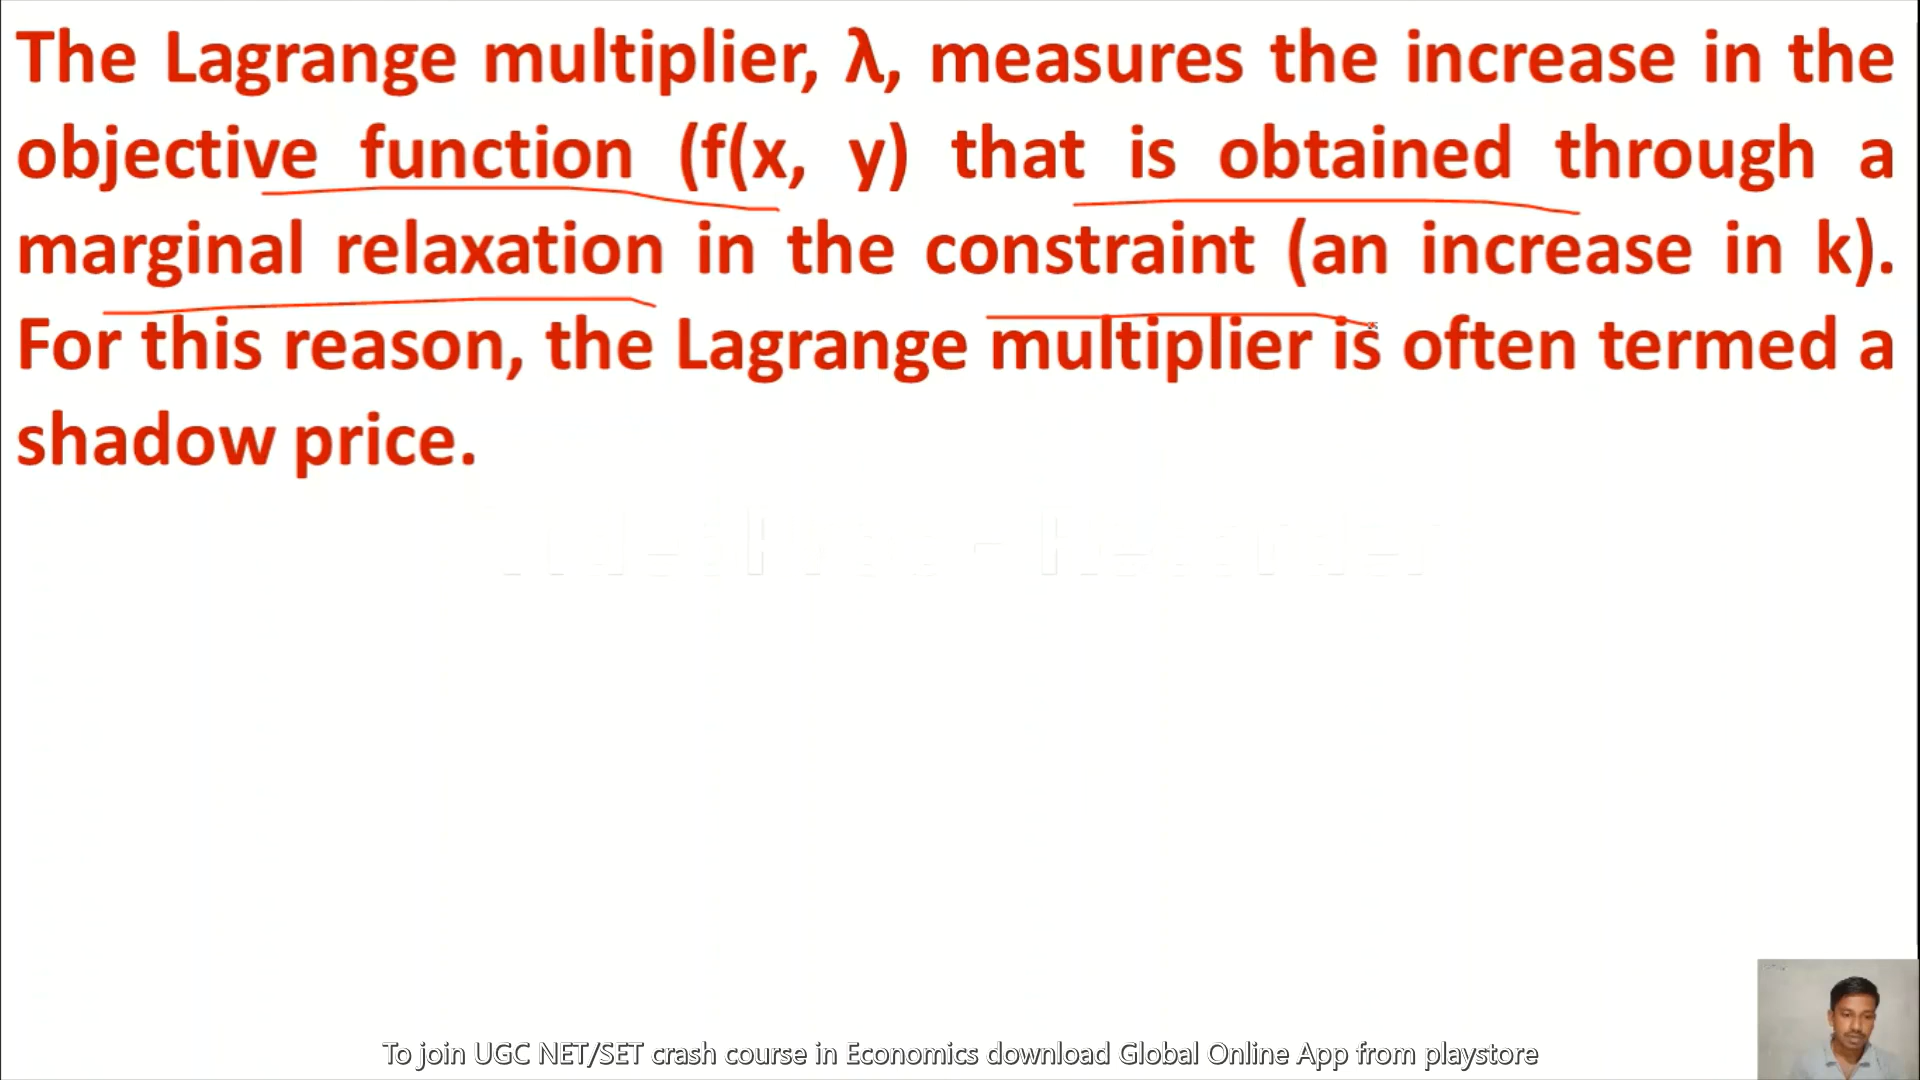 The Lagrange multiplier, λ, measures the increase in the
objective function (f(x, y) that is obtained through a
marginal relaxation in the constraint (an increase in k).
For this reason, the Lagrange multiplier is often termed a
shadow price.
To join UGC NET/SET crash course in Economics download Global Online App from playstore